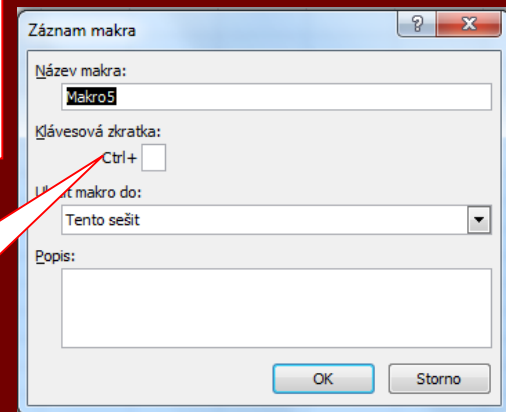 Záznam makra
Název makra:
Makro5
Klávesová zkratka:
Ctrl+
makro do:
Tento sešit
Popis:
OK
Storno